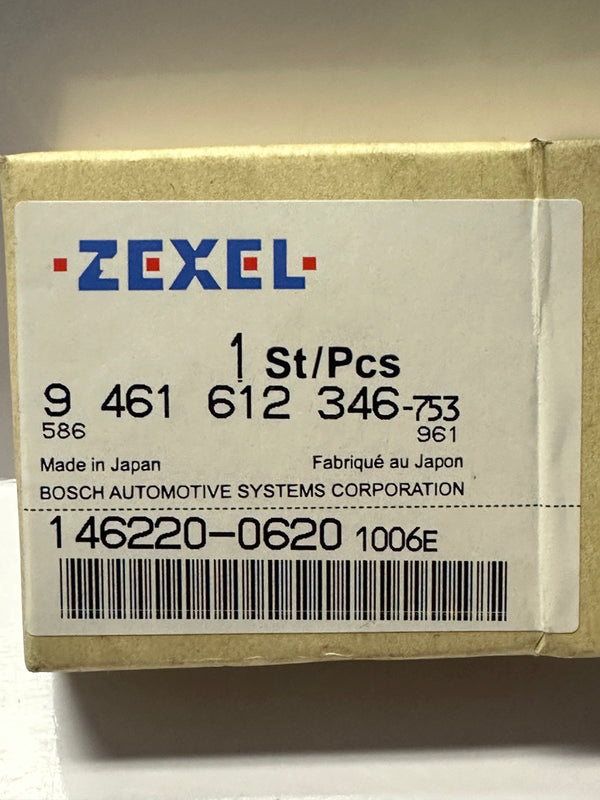 ZEXEL
1 St/Pcs
9 461 612 346-753
586 961
Made in Japan Fabriqué au Japon
BOSCH AUTOMOTIVE SYSTEMS CORPORATION
146220-0620 1006E